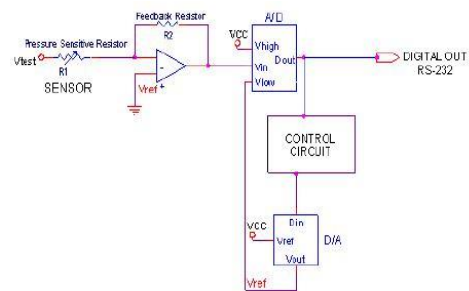 Feedback Resistor
R2
A/D
VCC
Pressure Sensitive Resistor
Vhigh
Vtest
R1
Vin
Dout
DIGITAL OUT
RS-232
SENSOR
-
+
Vref
Vlow
CONTROL
CIRCUIT
VCC
Din
Vref
D/A
Vout
Vref